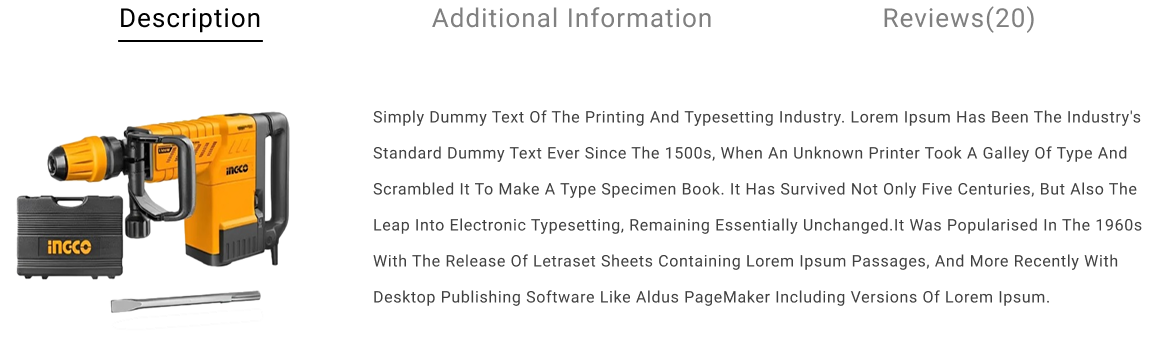 Description
Additional Information
Reviews(20)
Simply Dummy Text Of The Printing And Typesetting Industry. Lorem Ipsum Has Been The Industry's
Standard Dummy Text Ever Since The 1500s, When An Unknown Printer Took A Galley Of Type And
Scrambled It To Make A Type Specimen Book. It Has Survived Not Only Five Centuries, But Also The
Leap Into Electronic Typesetting, Remaining Essentially Unchanged.It Was Popularised In The 1960s
With The Release Of Letraset Sheets Containing Lorem Ipsum Passages, And More Recently With
Desktop Publishing Software Like Aldus PageMaker Including Versions Of Lorem Ipsum.
INGCO
INGCO